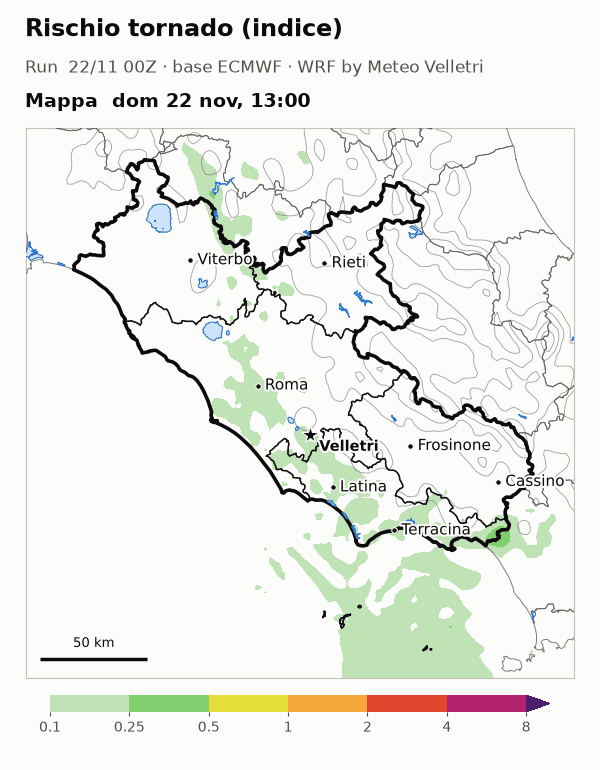 Rischio tornado (indice)
Run  22/11 00Z · base ECMWF · WRF by Meteo Velletri
Mappa  dom 22 nov, 13:00
Viterbo
Rieti
Roma
Velletri
Frosinone
Latina
Cassino
Terracina
50 km
0.1 0.25 0.5 1 2 4 8